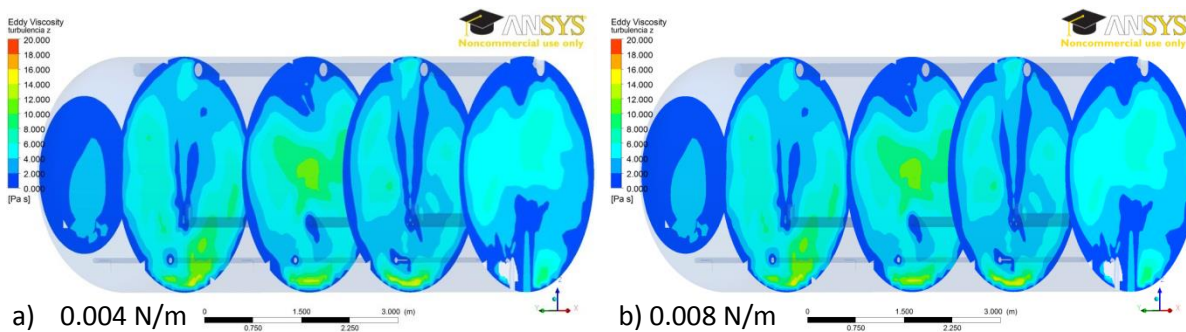 Eddy Viscosity
turbulencia z
20.000
18.000
16.000
14.000
12.000
10.000
8.000
6.000
4.000
2.000
0.000
[Pa s]
ANSYS
Noncommercial use only
a) 0.004 N/m
0 1.500 3.000 (m)
0.750 2.250
Z
Y X
Eddy Viscosity
turbulencia z
20.000
18.000
16.000
14.000
12.000
10.000
8.000
6.000
4.000
2.000
0.000
[Pa s]
ANSYS
Noncommercial use only
b) 0.008 N/m
0 1.500 3.000 (m)
0.750 2.250
Z
Y X